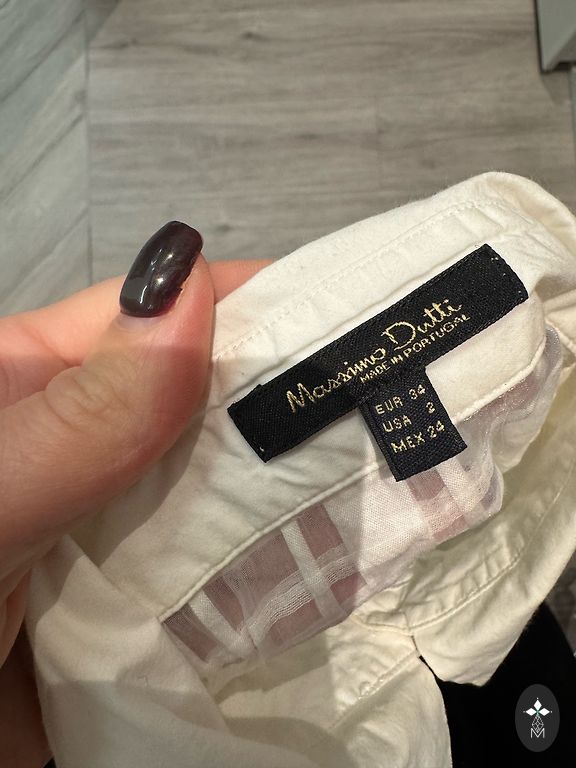 Massimo Dutti
MADE IN PORTUGAL
EUR 34
USA 2
MEX 24
M